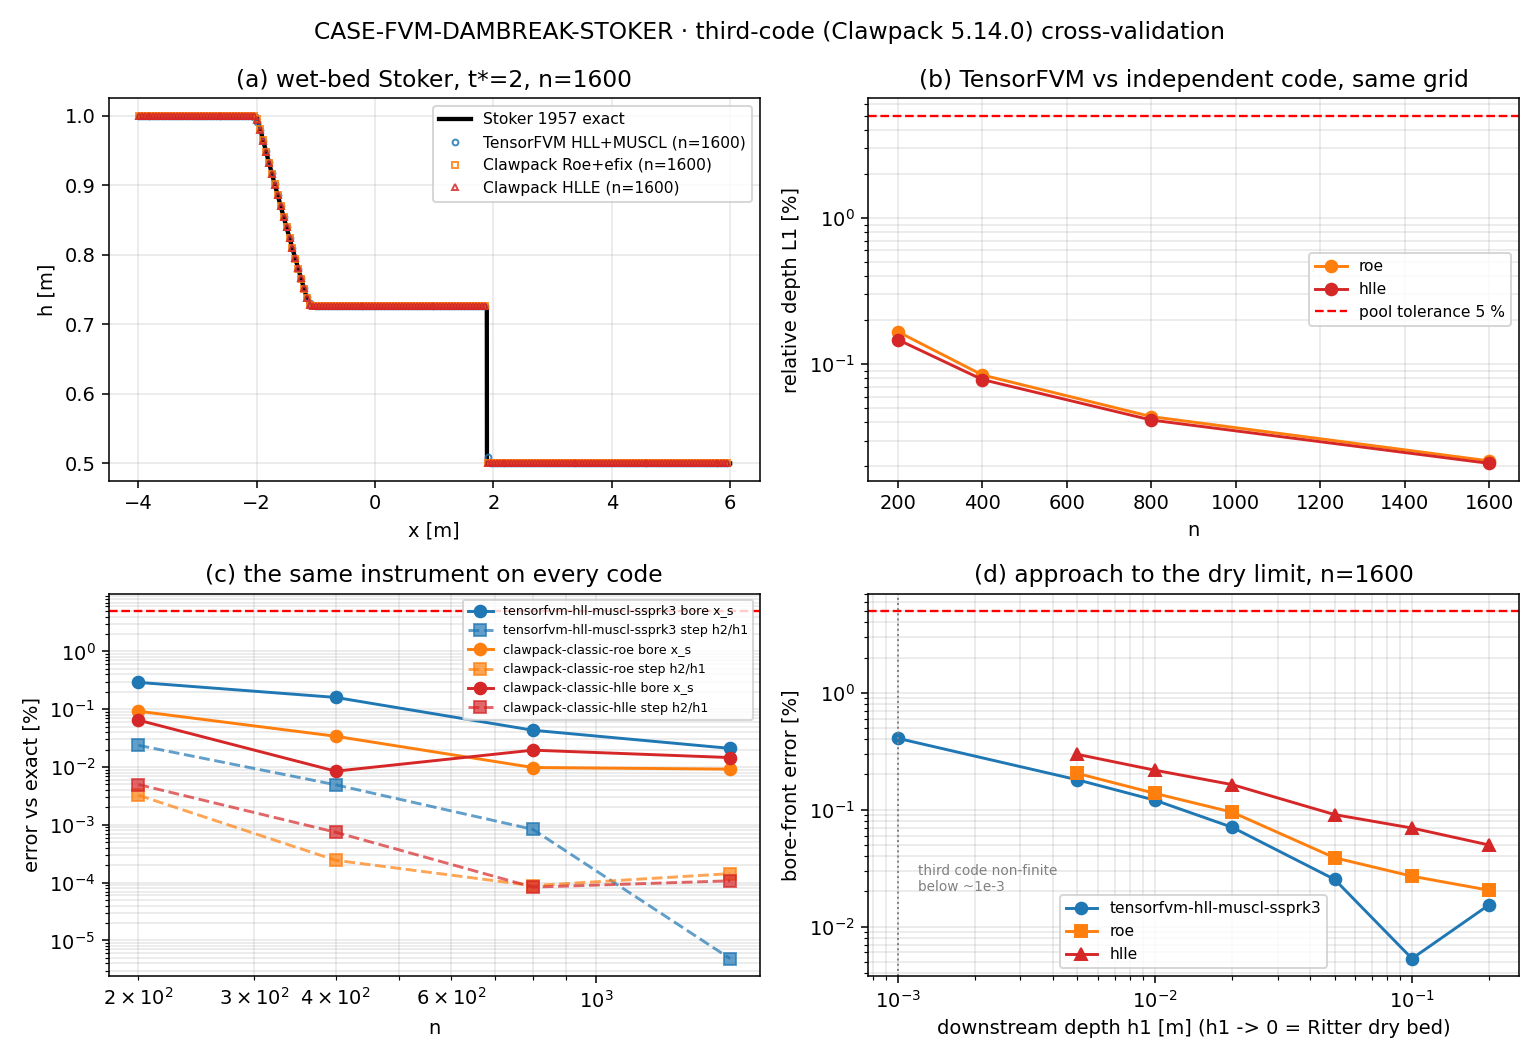 CASE-FVM-DAMBREAK-STOKER · third-code (Clawpack 5.14.0) cross-validation
(a) wet-bed Stoker, t*=2, n=1600
h [m]
1.0
0.9
0.8
0.7
0.6
0.5
−4
−2
0
2
4
6
x [m]
Stoker 1957 exact
TensorFVM HLL+MUSCL (n=1600)
Clawpack Roe+efix (n=1600)
Clawpack HLLE (n=1600)
(b) TensorFVM vs independent code, same grid
relative depth L1 [%]
10⁰
10⁻¹
200
400
600
800
1000
1200
1400
1600
n
roe
hlle
pool tolerance 5 %
(c) the same instrument on every code
error vs exact [%]
10⁰
10⁻¹
10⁻²
10⁻³
10⁻⁴
10⁻⁵
2 × 10²
3 × 10²
4 × 10²
6 × 10²
10³
n
tensorfvm-hll-muscl-ssprk3 bore x_s
tensorfvm-hll-muscl-ssprk3 step h2/h1
clawpack-classic-roe bore x_s
clawpack-classic-roe step h2/h1
clawpack-classic-hlle bore x_s
clawpack-classic-hlle step h2/h1
(d) approach to the dry limit, n=1600
bore-front error [%]
10⁰
10⁻¹
10⁻²
10⁻³
10⁻²
10⁻¹
downstream depth h1 [m] (h1 -> 0 = Ritter dry bed)
third code non-finite
below ~1e-3
tensorfvm-hll-muscl-ssprk3
roe
hlle